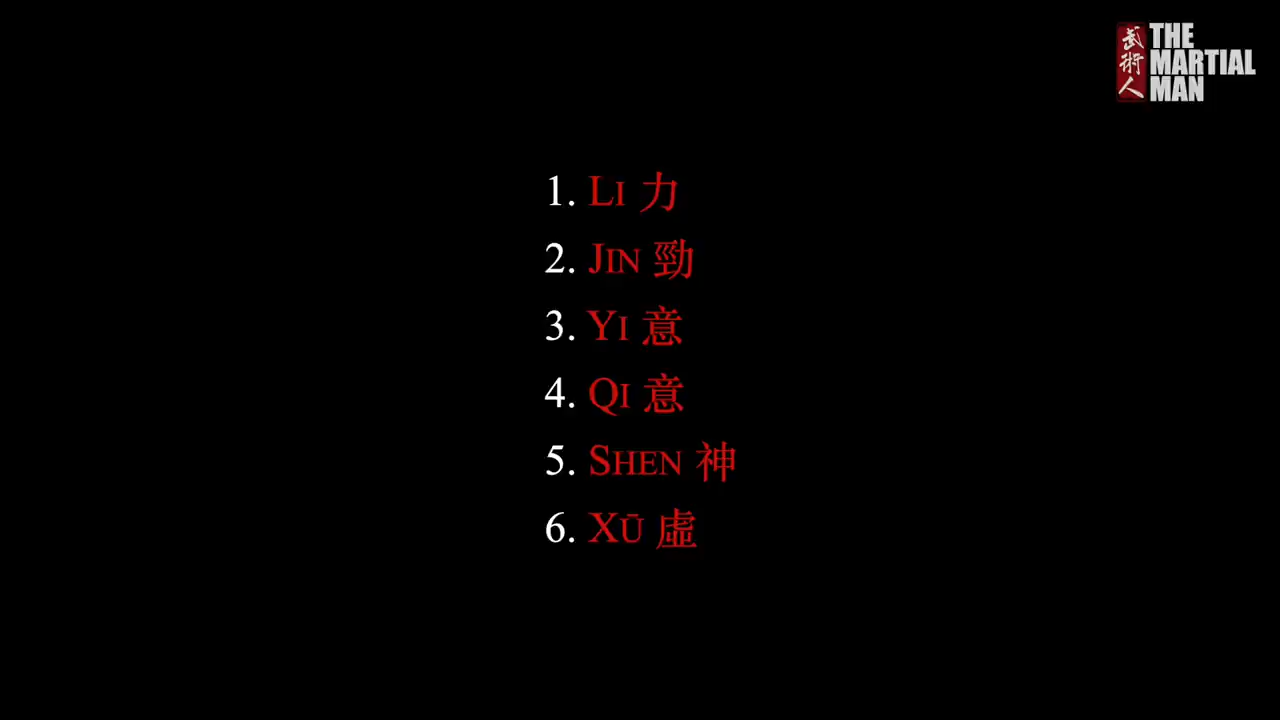 武術人
THE
MARTIAL
MAN
1. LI 力
2. JIN 勁
3. YI 意
4. QI 意
5. SHEN 神
6. XŪ 虛